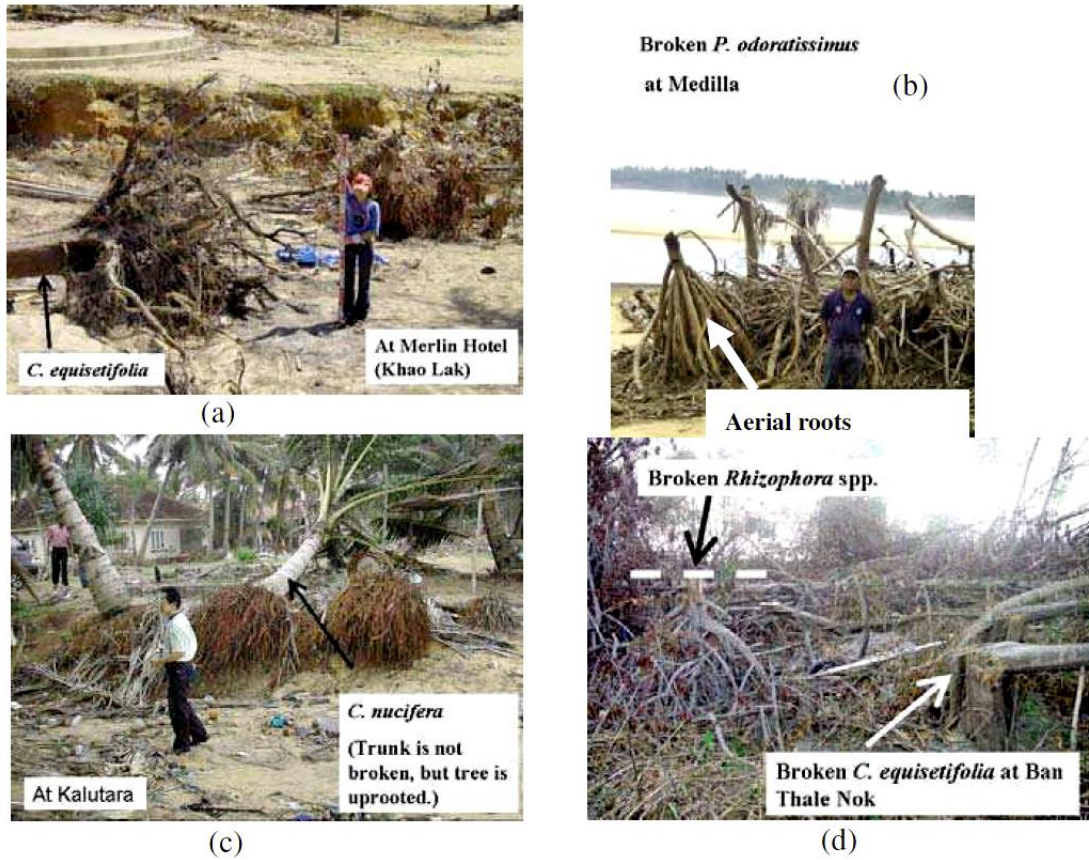 C. equisetifolia
At Merlin Hotel
(Khao Lak)
(a)
Broken P. odoratissimus
at Medilla
(b)
Aerial roots
At Kalutara
C. nucifera
(Trunk is not
broken, but tree is
uprooted.)
(c)
Broken Rhizophora spp.
Broken C. equisetifolia at Ban
Thale Nok
(d)